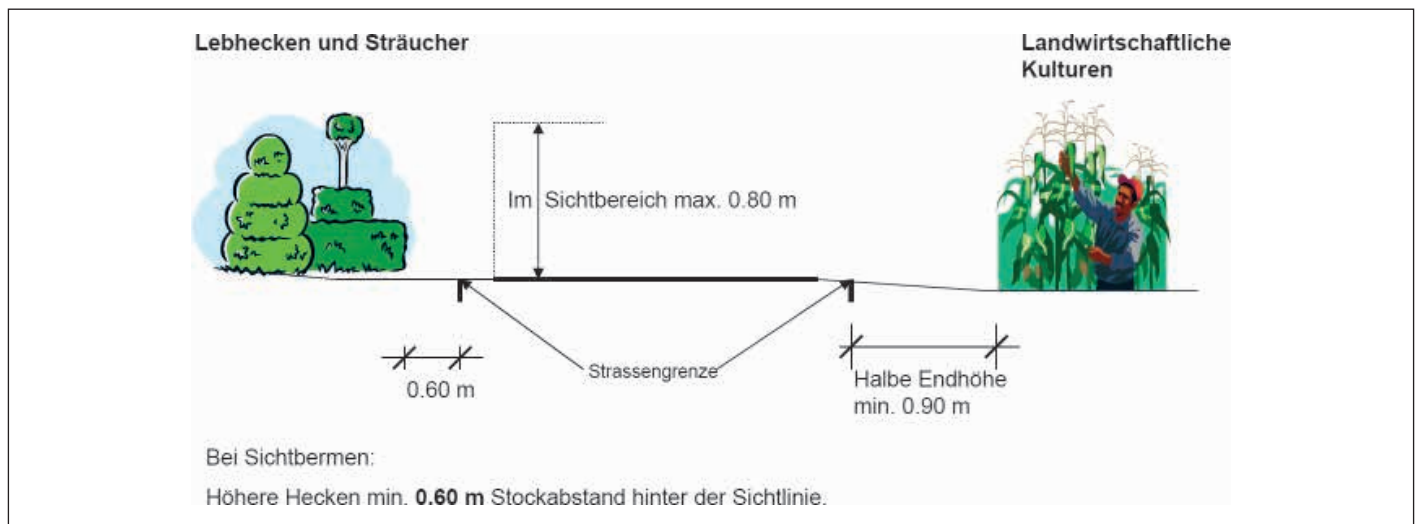 Lebhecken und Sträucher
Landwirtschaftliche
Kulturen
Im Sichtbereich max. 0.80 m
Strassengrenze
0.60 m
Halbe Endhöhe
min. 0.90 m
Bei Sichtbermen:
Höhere Hecken min. 0.60 m Stockabstand hinter der Sichtlinie.